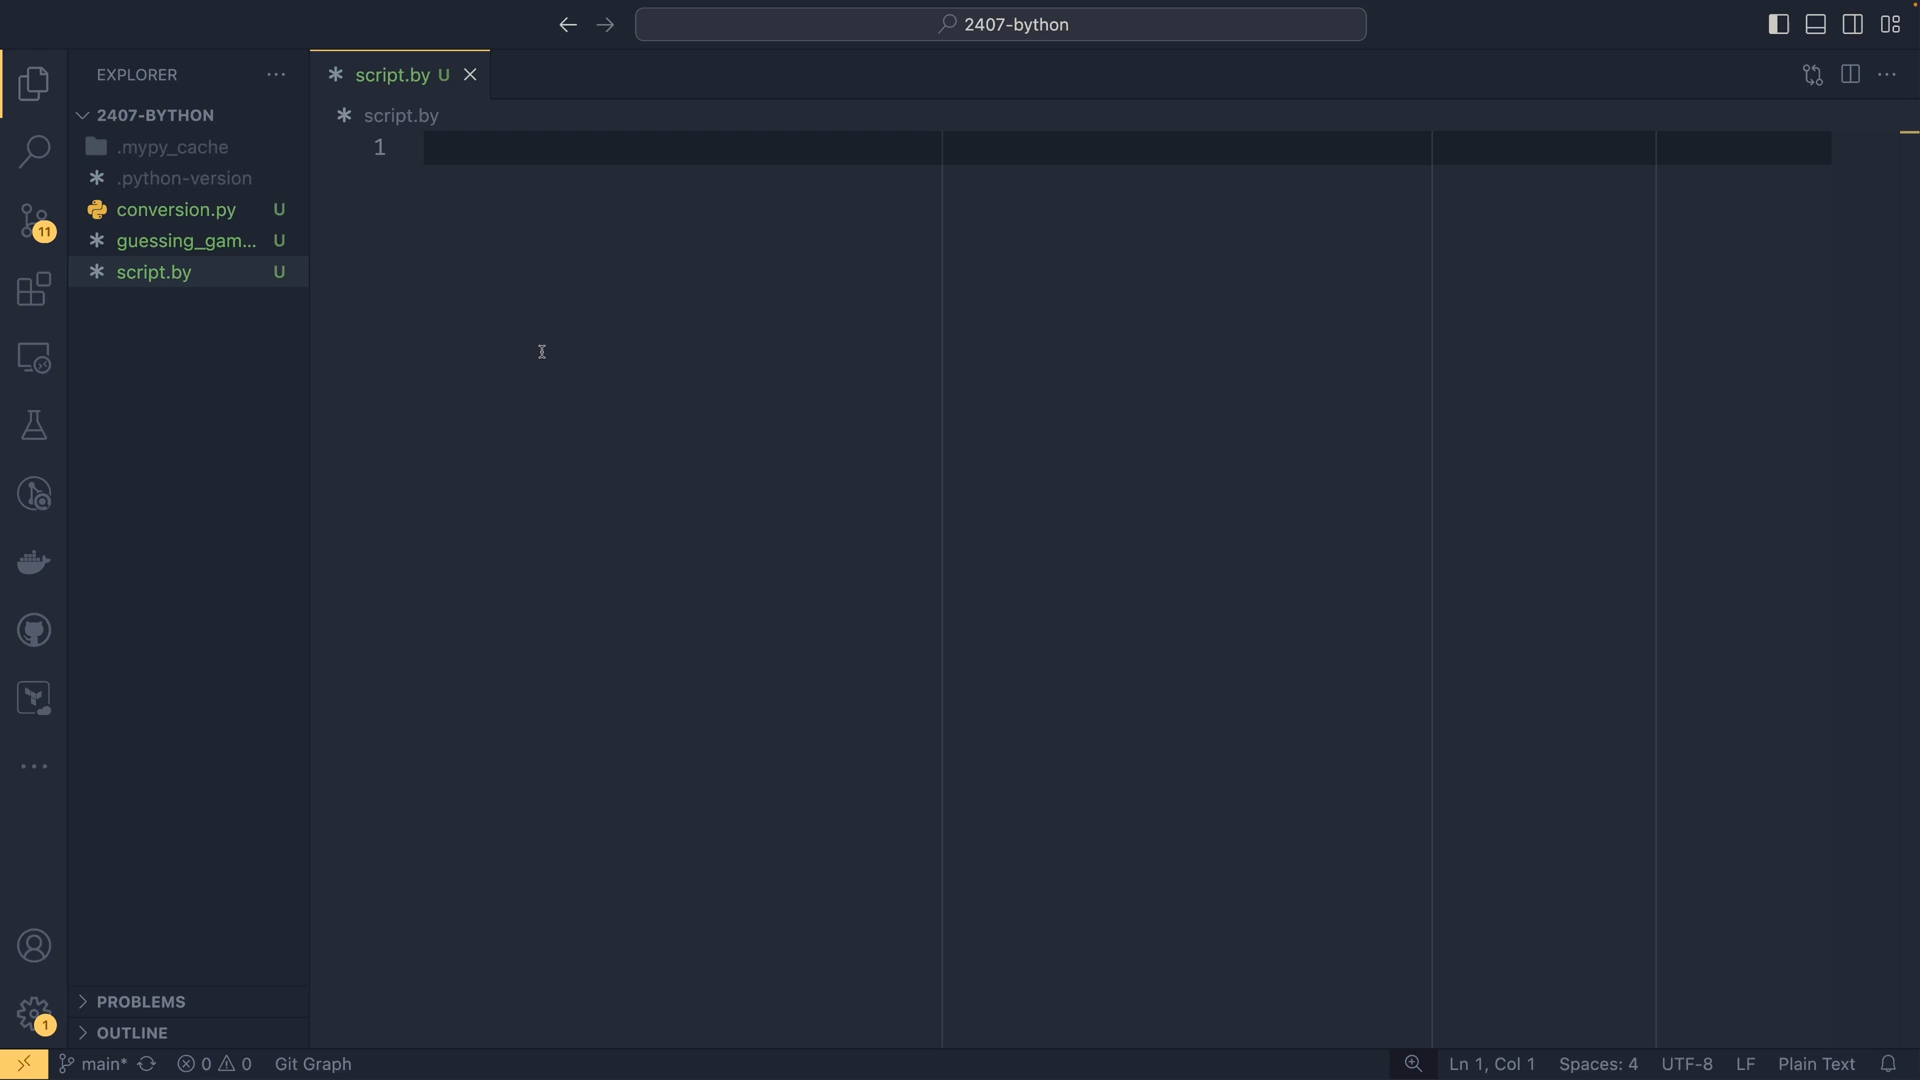 2407-bython
EXPLORER
script.by U
2407-BYTHON
script.by
.mypy_cache
1
.python-version
conversion.py U
11
guessing_gam... U
script.by U
PROBLEMS
1
OUTLINE
main* 0 0 Git Graph Ln 1, Col 1 Spaces: 4 UTF-8 LF Plain Text